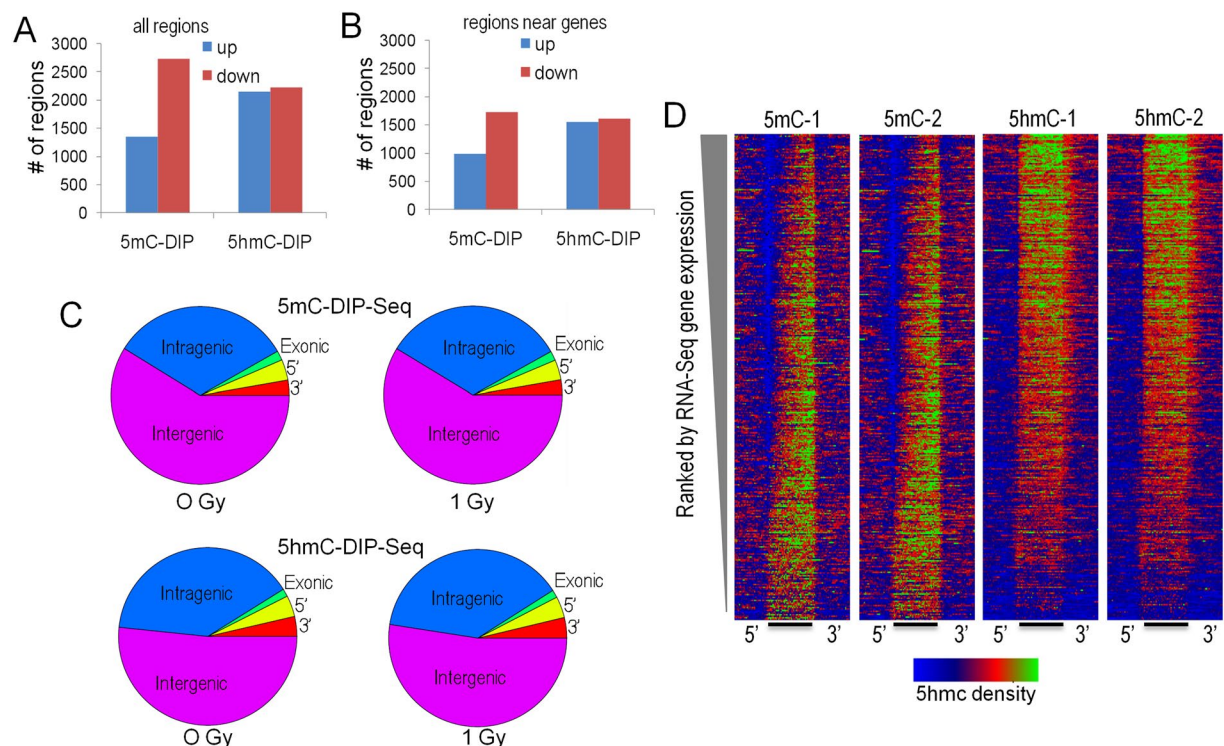 A
all regions
up
down
# of regions
3000
2500
2000
1500
1000
500
0
5mC-DIP
5hmC-DIP
B
regions near genes
up
down
# of regions
3000
2500
2000
1500
1000
500
0
5mC-DIP
5hmC-DIP
C
5mC-DIP-Seq
Intragenic
Exonic
5'
3'
Intergenic
0 Gy
Intragenic
Intergenic
1 Gy
5hmC-DIP-Seq
Intragenic
Exonic
5'
3'
Intergenic
0 Gy
Intragenic
Exonic
5'
3'
Intergenic
1 Gy
D
5mC-1
5mC-2
5hmC-1
5hmC-2
Ranked by RNA-Seq gene expression
5' 3' 5' 3' 5' 3' 5' 3'
5hmc density